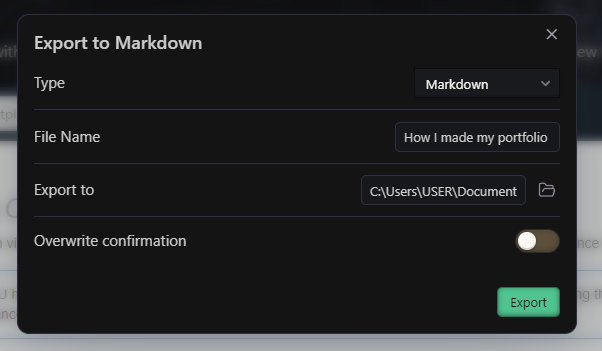 Export to Markdown
Type
Markdown
File Name
How I made my portfolio
Export to
C:\Users\USER\Document
Overwrite confirmation
Export